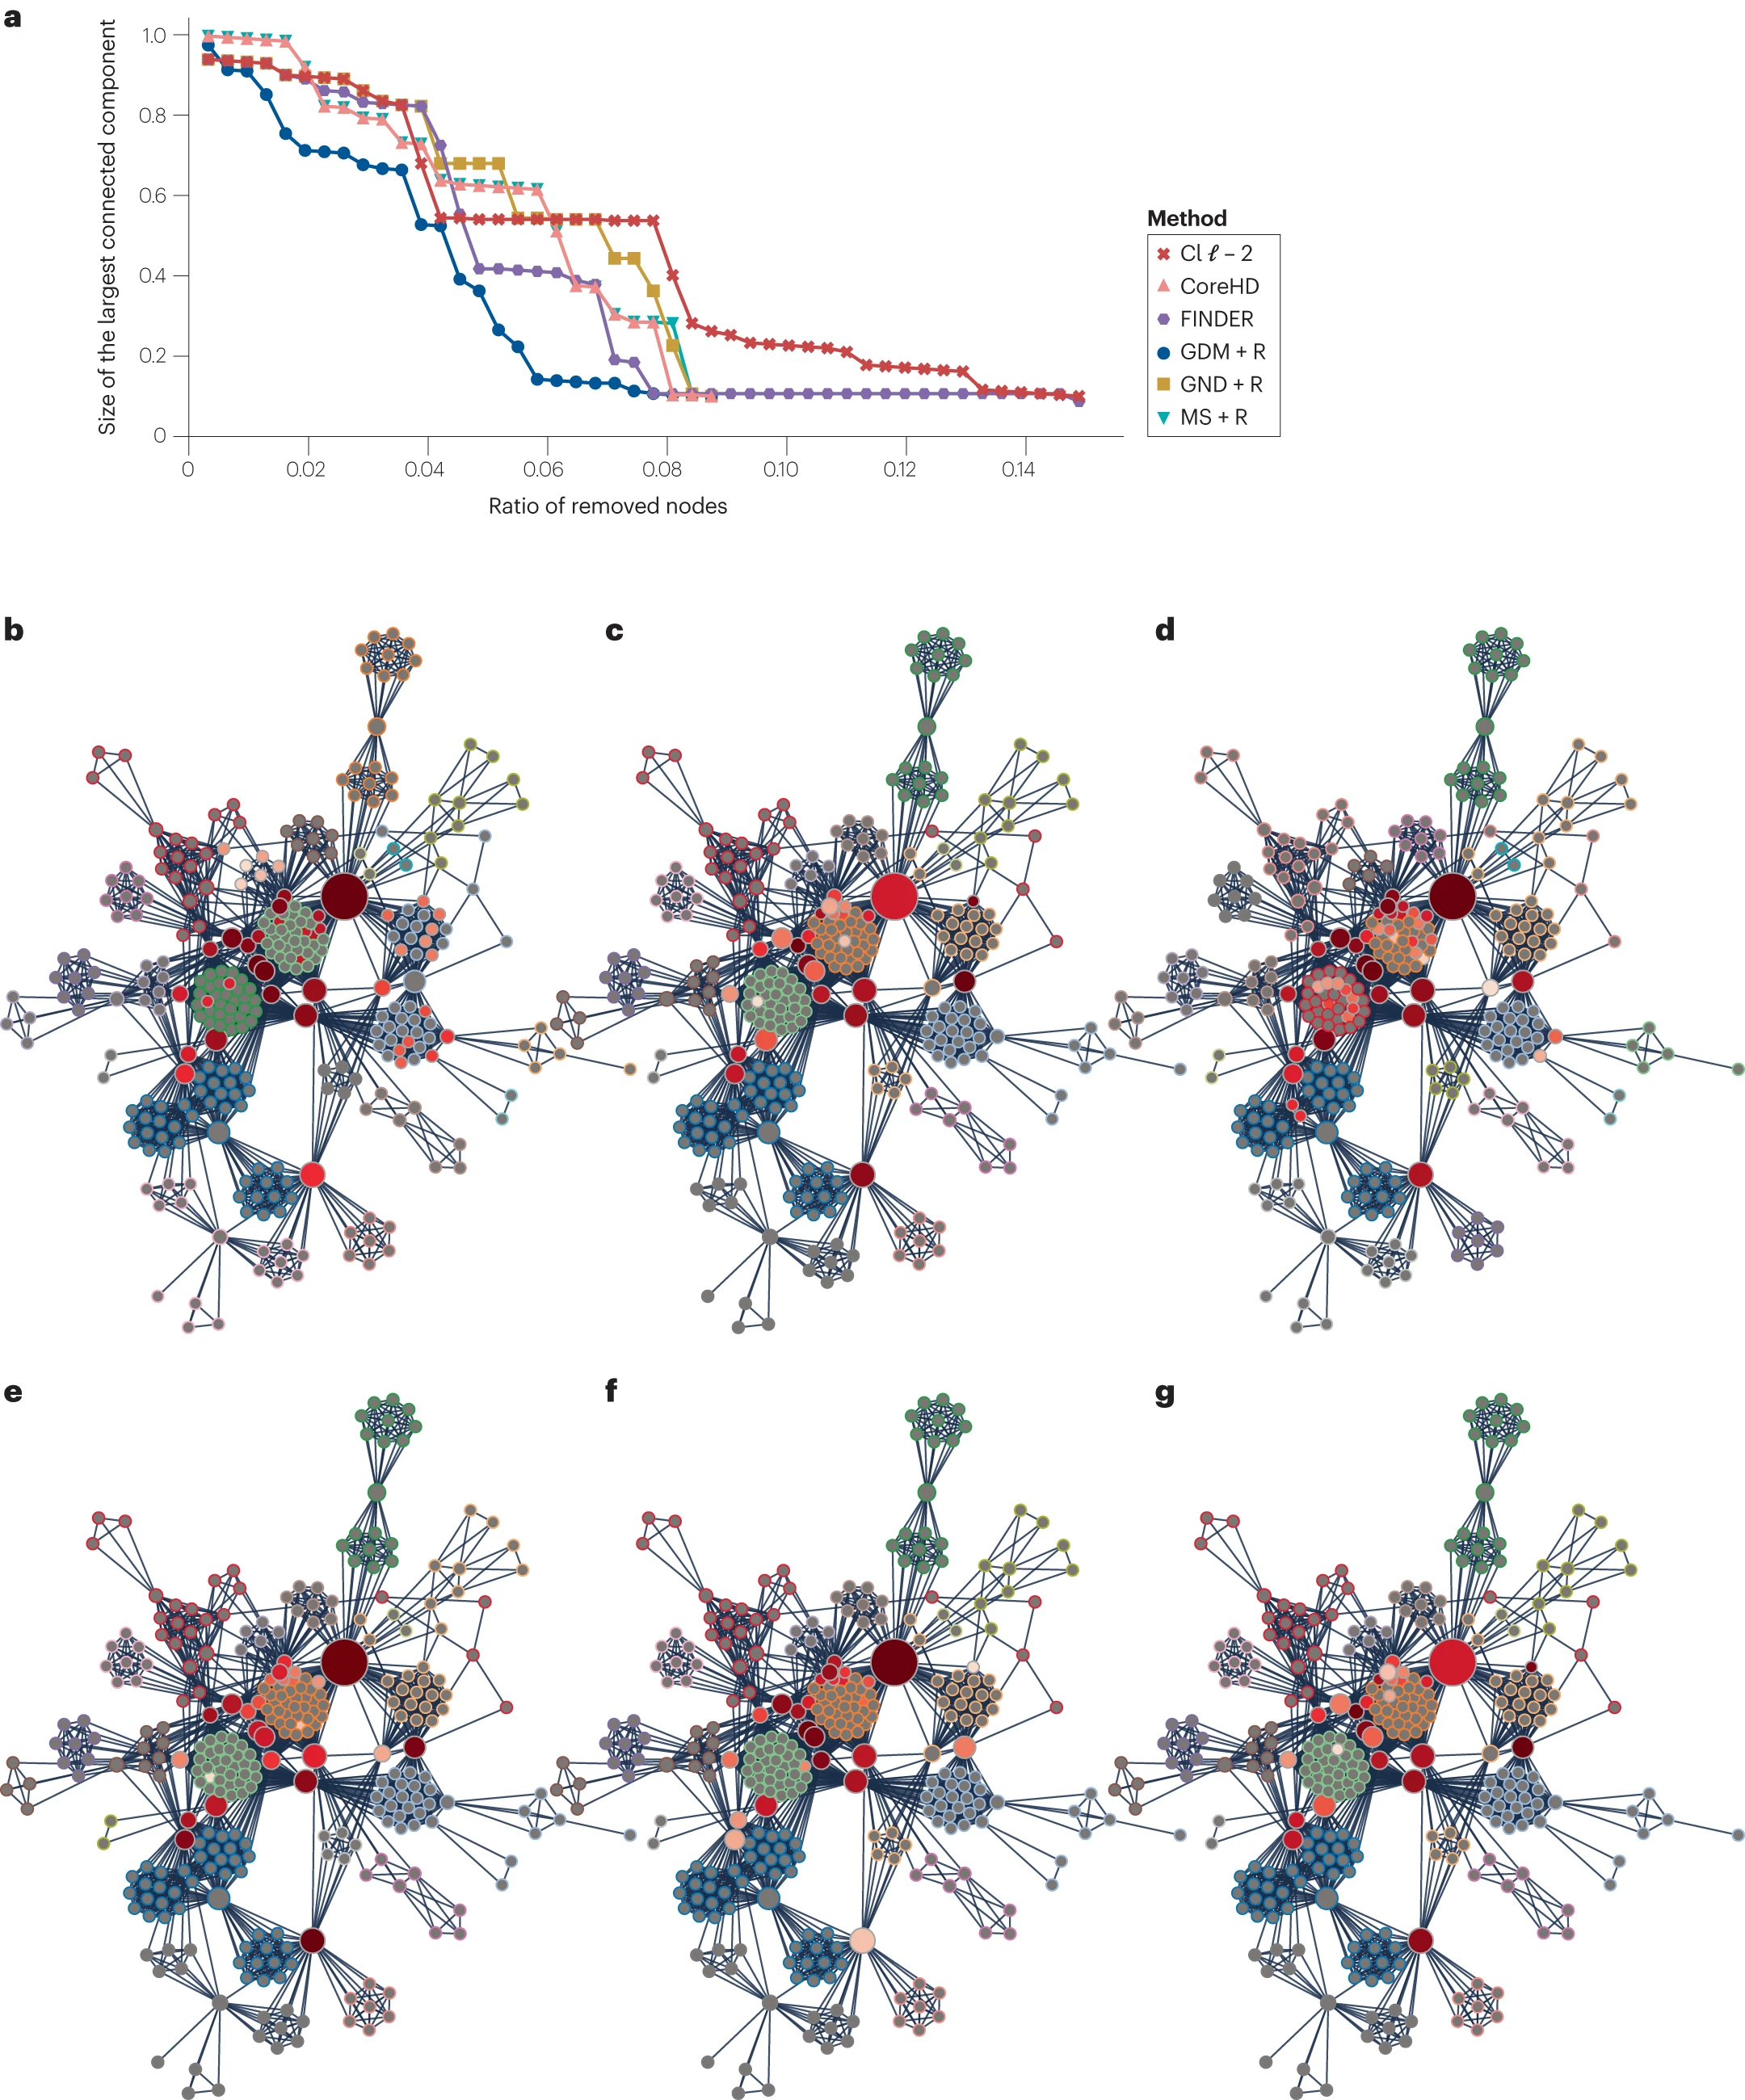 a
Size of the largest connected component
1.0
0.8
0.6
0.4
0.2
0
0
0.02
0.04
0.06
0.08
0.10
0.12
0.14
Ratio of removed nodes
Method
CI ℓ – 2
CoreHD
FINDER
GDM + R
GND + R
MS + R
b
c
d
e
f
g